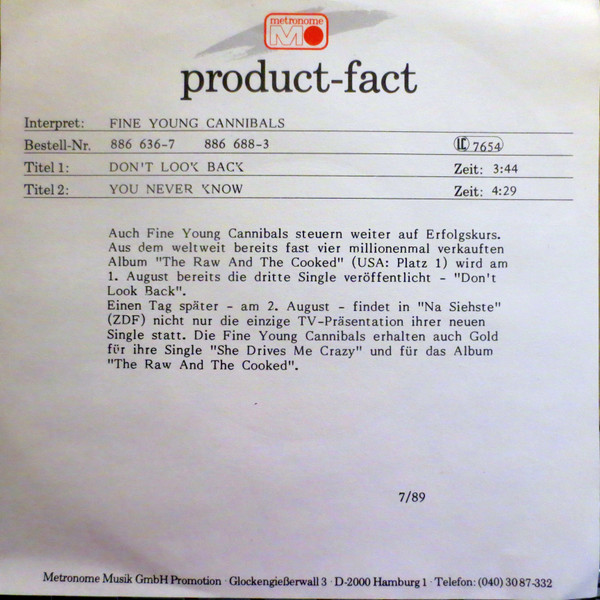 metronome
product-fact
Interpret: FINE YOUNG CANNIBALS
Bestell-Nr. 886 636-7 886 688-3 LC 7654
Titel 1: DON'T LOOK BACK Zeit: 3:44
Titel 2: YOU NEVER KNOW Zeit: 4:29
Auch Fine Young Cannibals steuern weiter auf Erfolgskurs.
Aus dem weltweit bereits fast vier millionenmal verkauften
Album "The Raw And The Cooked" (USA: Platz 1) wird am
1. August bereits die dritte Single veröffentlicht - "Don't
Look Back".
Einen Tag später - am 2. August - findet in "Na Siehste"
(ZDF) nicht nur die einzige TV-Präsentation ihrer neuen
Single statt. Die Fine Young Cannibals erhalten auch Gold
für ihre Single "She Drives Me Crazy" und für das Album
"The Raw And The Cooked".
7/89
Metronome Musik GmbH Promotion · Glockengießerwall 3 · D-2000 Hamburg 1 · Telefon: (040) 30 87-332